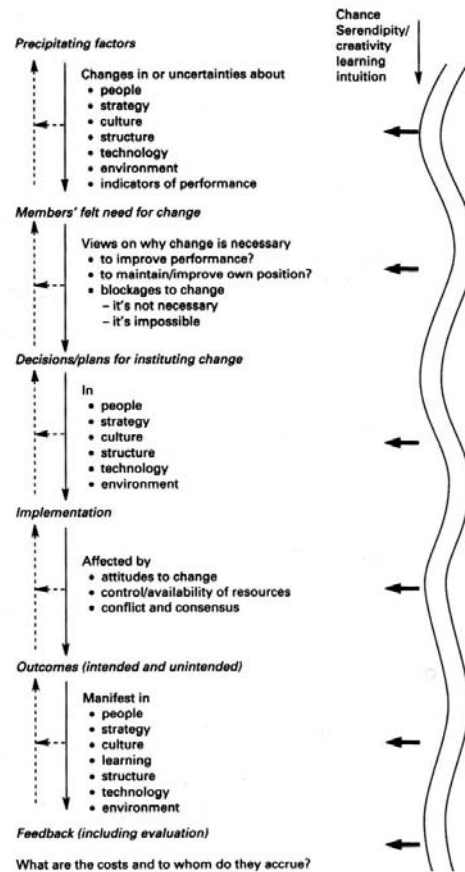 Chance
Serendipity/
creativity
learning
intuition
Precipitating factors
Changes in or uncertainties about
• people
• strategy
• culture
• structure
• technology
• environment
• indicators of performance
Members' felt need for change
Views on why change is necessary
• to improve performance?
• to maintain/improve own position?
• blockages to change
– it's not necessary
– it's impossible
Decisions/plans for instituting change
In
• people
• strategy
• culture
• structure
• technology
• environment
Implementation
Affected by
• attitudes to change
• control/availability of resources
• conflict and consensus
Outcomes (intended and unintended)
Manifest in
• people
• strategy
• culture
• learning
• structure
• technology
• environment
Feedback (including evaluation)
What are the costs and to whom do they accrue?